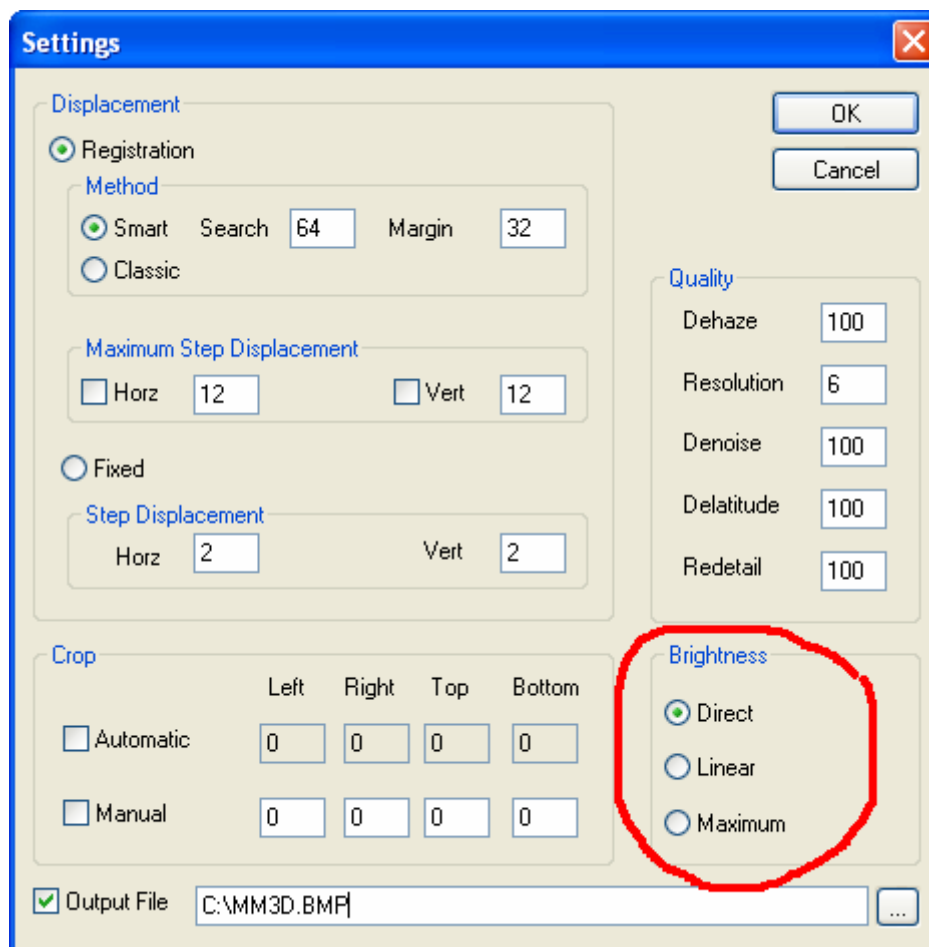 Settings
Displacement
OK
Registration
Cancel
Method
Smart Search 64 Margin 32
Classic
Quality
Dehaze 100
Maximum Step Displacement
Horz 12 Vert 12
Resolution 6
Denoise 100
Fixed
Step Displacement
Horz 2 Vert 2
Delatitude 100
Redetail 100
Crop
Left Right Top Bottom
Automatic 0 0 0 0
Manual 0 0 0 0
Brightness
Direct
Linear
Maximum
Output File C:\MM3D.BMP ...